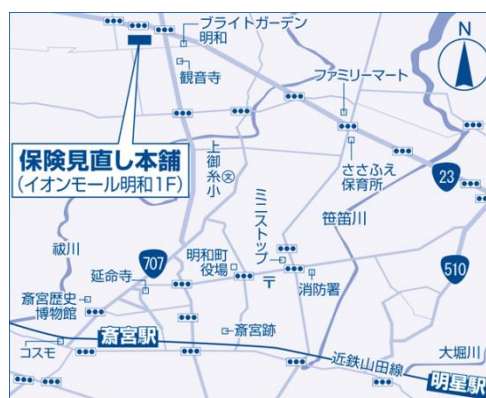 ブライトガーデン
明和
N
観音寺
ファミリーマート
保険見直し本舗
(イオンモール明和1F)
上御糸小
文
ささふえ
保育所
23
ミニストップ
笹笛川
祓川
707
明和町
役場
延命寺
〒
消防署
510
斎宮歴史
博物館
斎宮駅
斎宮跡
コスモ
近鉄山田線
大堀川
明星駅